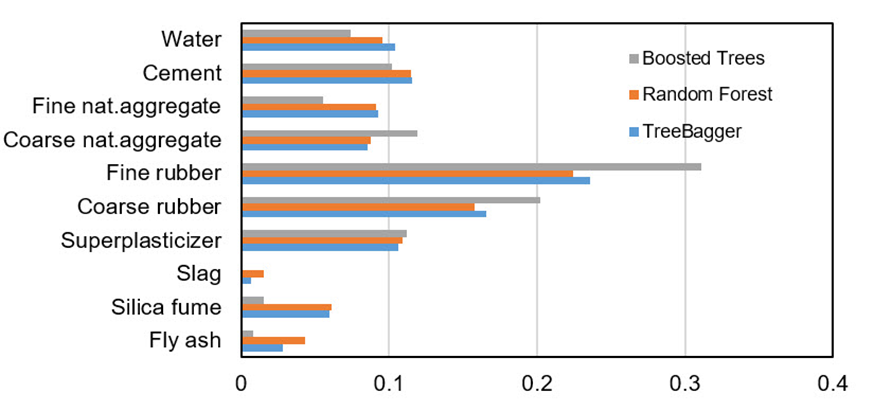 Water
Cement
Fine nat.aggregate
Coarse nat.aggregate
Fine rubber
Coarse rubber
Superplasticizer
Slag
Silica fume
Fly ash
Boosted Trees
Random Forest
TreeBagger
0 0.1 0.2 0.3 0.4